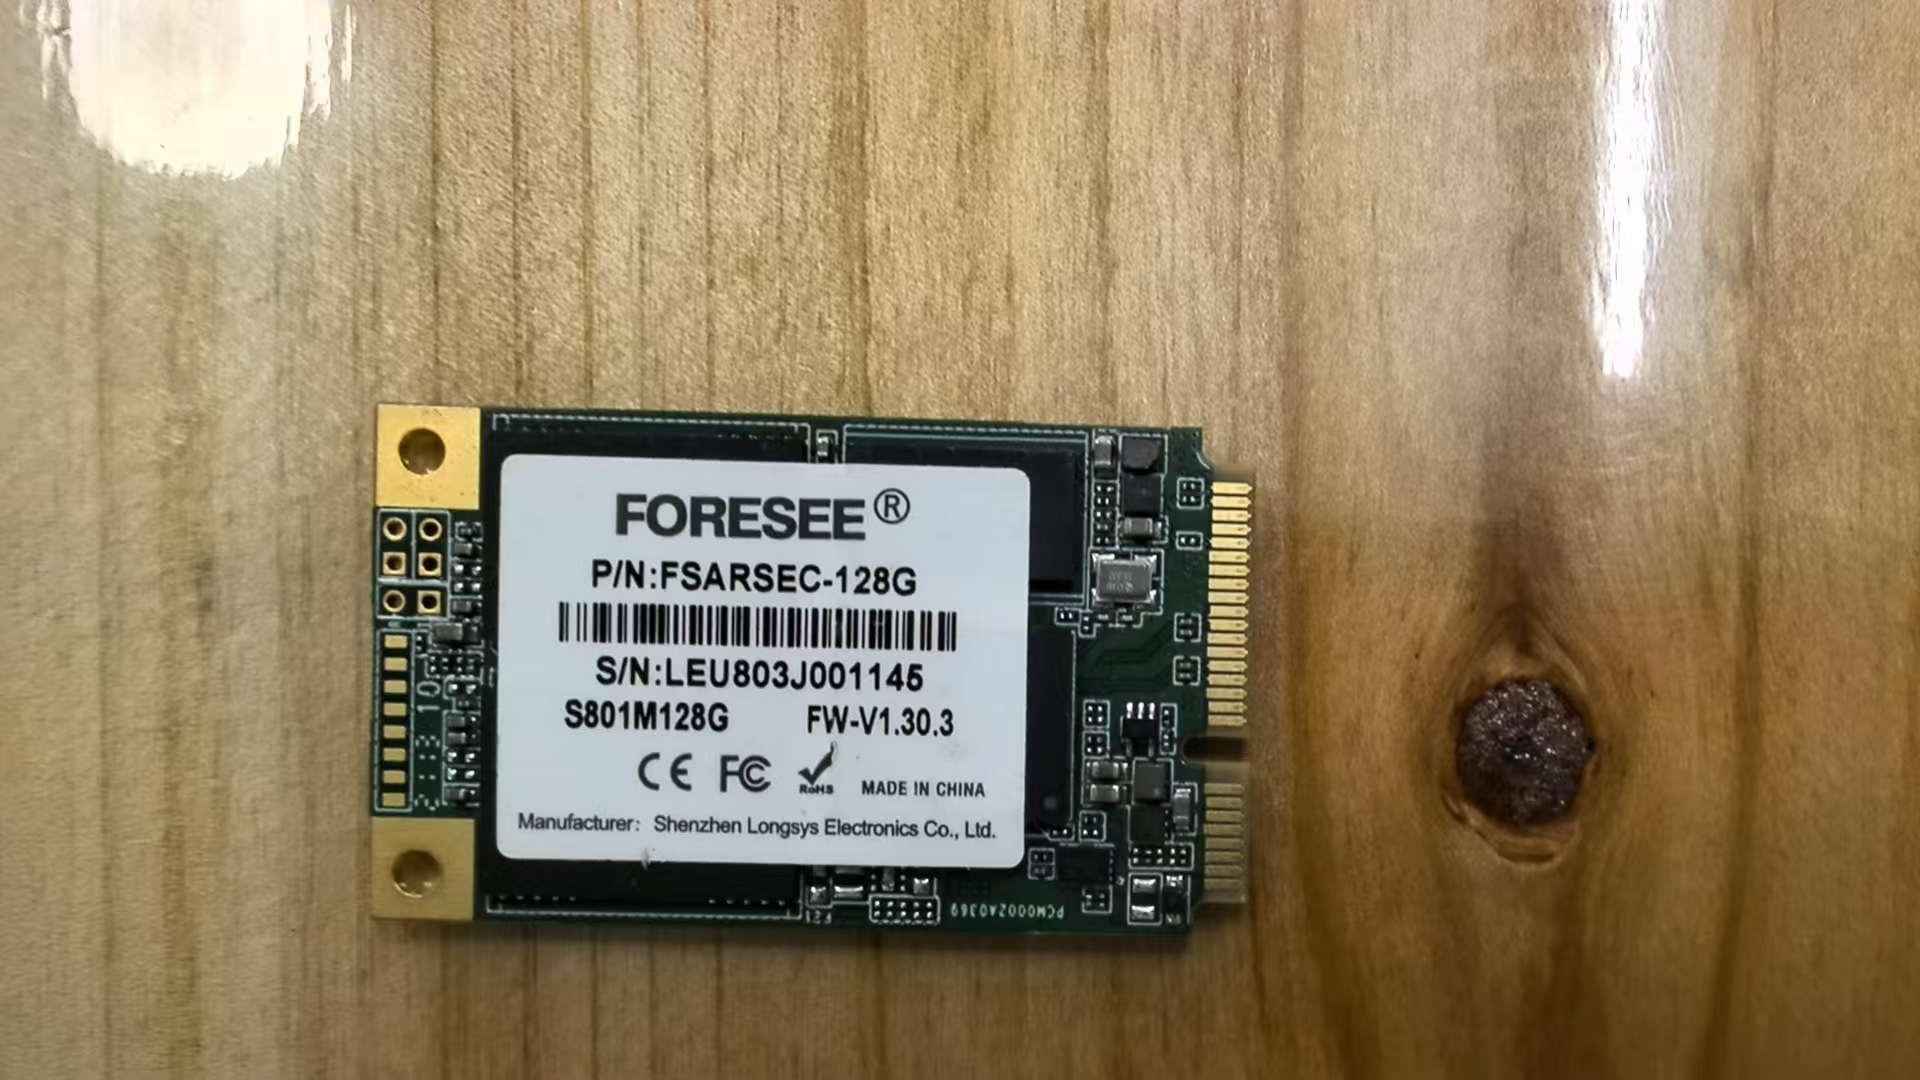 FORESEE®
P/N:FSARSEC-128G
S/N:LEU803J001145
S801M128G FW-V1.30.3
CE FC RoHS MADE IN CHINA
Manufacturer: Shenzhen Longsys Electronics Co., Ltd.
PCM0002A0369